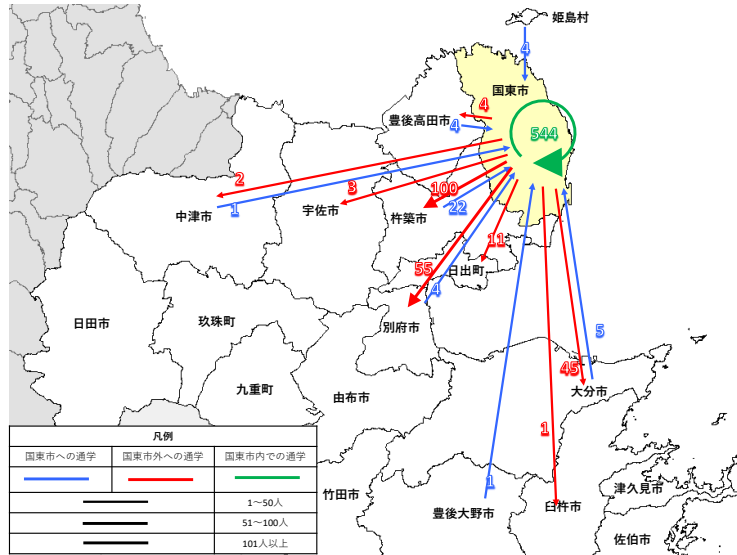 姫島村
4
国東市
4
豊後高田市
4
544
2
3
100
中津市
1
宇佐市
杵築市
22
11
55
日出町
4
日田市
玖珠町
別府市
5
45
九重町
由布市
大分市
1
凡例
国東市への通学 国東市外への通学 国東市内での通学
1～50人
51～100人
101人以上
竹田市
1
豊後大野市
臼杵市
津久見市
佐伯市